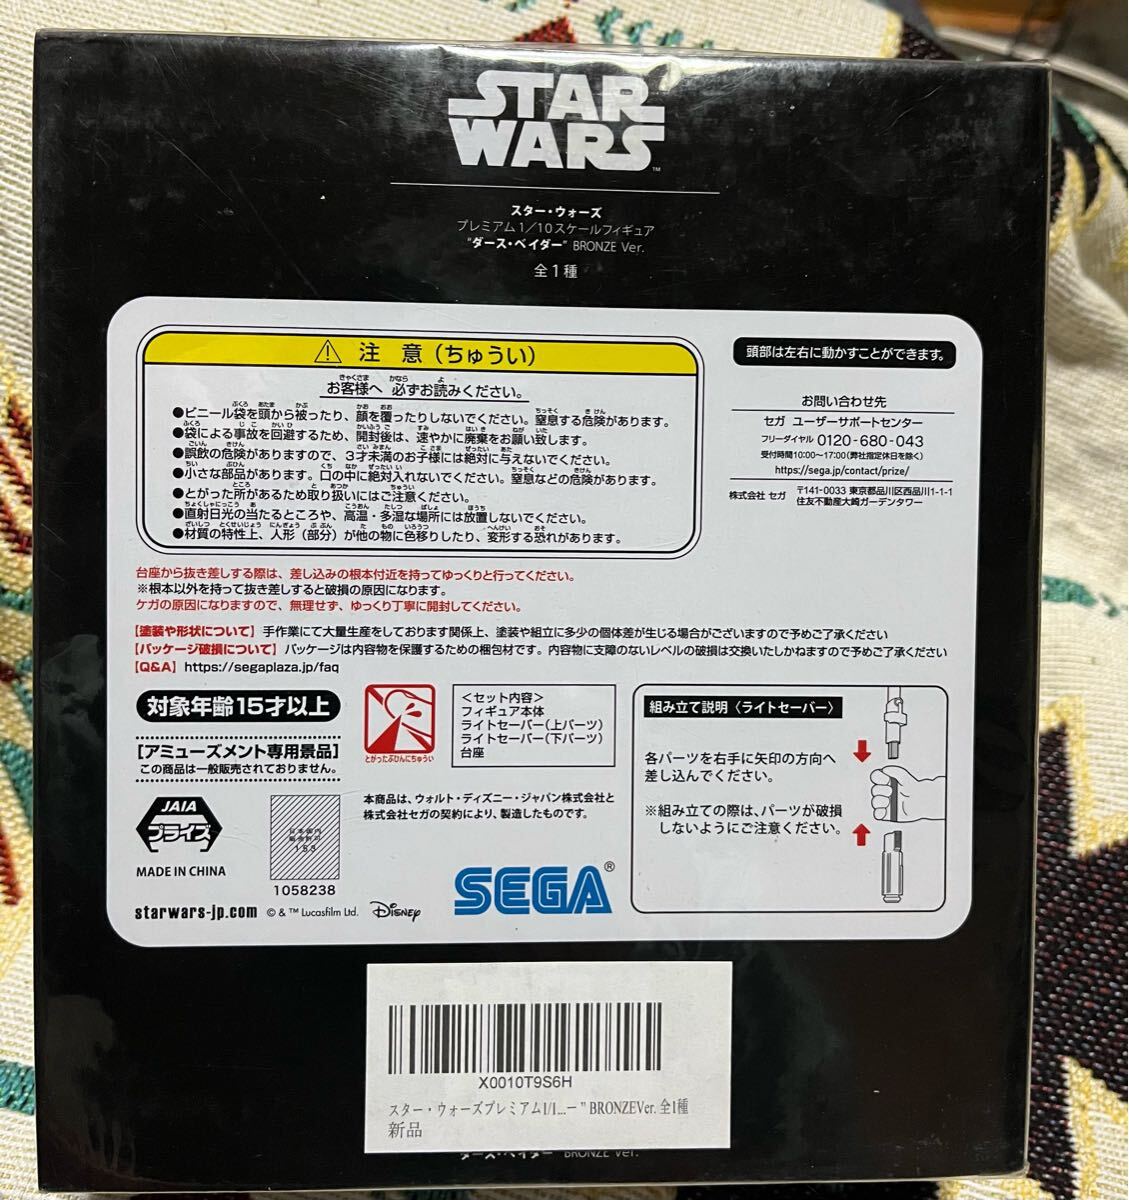 STAR
WARS
TM
スター・ウォーズ
プレミアム1/10スケールフィギュア
"ダース・ベイダー" BRONZE Ver.
全1種
注 意(ちゅうい)
お客様へ 必ずお読みください。
●ビニール袋を頭から被ったり、顔を覆ったりしないでください。窒息する危険があります。
●袋による事故を回避するため、開封後は、速やかに廃棄をお願い致します。
●誤飲の危険がありますので、3才未満のお子様には絶対に与えないでください。
●小さな部品があります。口の中に絶対入れないでください。窒息などの危険があります。
●とがった所があるため取り扱いにはご注意ください。
●直射日光の当たるところや、高温・多湿な場所には放置しないでください。
●材質の特性上、人形(部分)が他の物に色移りしたり、変形する恐れがあります。
頭部は左右に動かすことができます。
お問い合わせ先
セガ ユーザーサポートセンター
フリーダイヤル 0120-680-043
受付時間10:00〜17:00(弊社指定休日を除く)
https://sega.jp/contact/prize/
株式会社 セガ 〒141-0033 東京都品川区西品川1-1-1
住友不動産大崎ガーデンタワー
台座から抜き差しする際は、差し込みの根本付近を持ってゆっくりと行ってください。
※根本以外を持って抜き差しすると破損の原因になります。
ケガの原因になりますので、無理せず、ゆっくり丁寧に開封してください。
【塗装や形状について】手作業にて大量生産をしております関係上、塗装や組立に多少の個体差が生じる場合がございますので予めご了承ください
【パッケージ破損について】パッケージは内容物を保護するための梱包材です。内容物に支障のないレベルの破損は交換いたしかねますので予めご了承ください
【Q&A】https://segaplaza.jp/faq
対象年齢15才以上
[アミューズメント専用景品]
この商品は一般販売されておりません。
とがったぶひんにちゅうい
<セット内容>
フィギュア本体
ライトセーバー(上パーツ)
ライトセーバー(下パーツ)
台座
本商品は、ウォルト・ディズニー・ジャパン株式会社と
株式会社セガの契約により、製造したものです。
組み立て説明〈ライトセーバー〉
各パーツを右手に矢印の方向へ
差し込んでください。
※組み立ての際は、パーツが破損
しないようにご注意ください。
JAIA
プライズ
MADE IN CHINA
日本国内
販売許可
183
1058238
starwars-jp.com © & ™ Lucasfilm Ltd. Disney
SEGA®
X0010T9S6H
スター・ウォーズプレミアム1/1...ー" BRONZEVer. 全1種
新品
ダース・ベイダー BRONZE Ver.